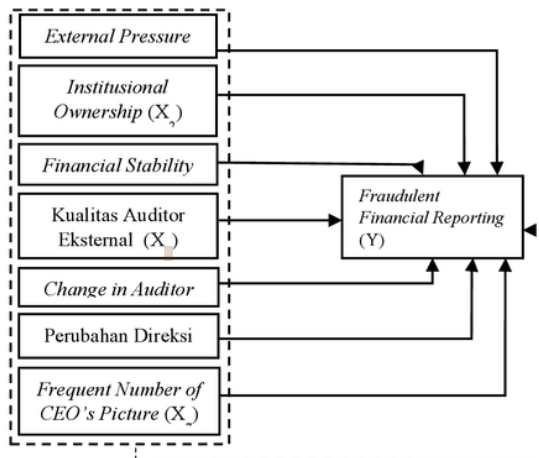 External Pressure
Institusional
Ownership (X )
Financial Stability
Kualitas Auditor
Eksternal (X )
Change in Auditor
Perubahan Direksi
Frequent Number of
CEO's Picture (X )
Fraudulent
Financial Reporting
(Y)